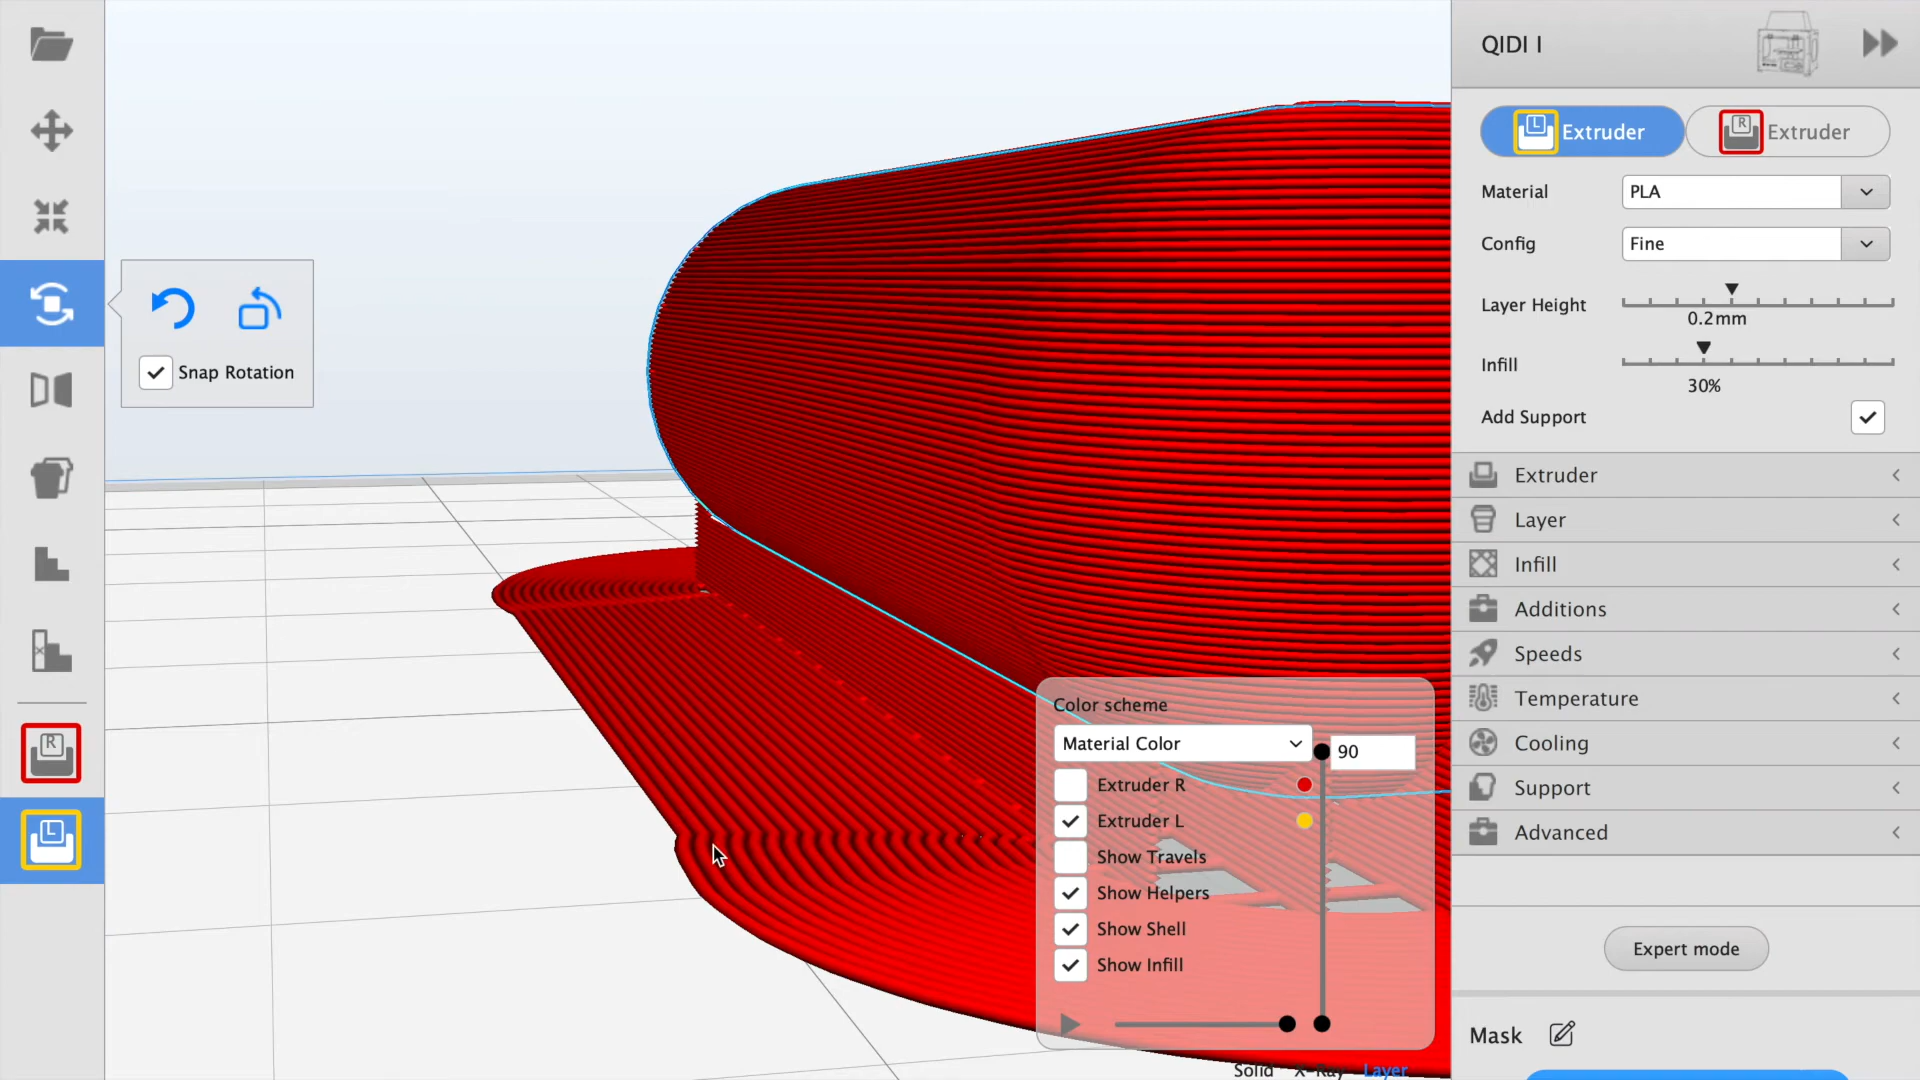 QIDI I
L Extruder
R Extruder
Material PLA
Config Fine
Layer Height
0.2mm
Infill
30%
Add Support
Extruder
Layer
Infill
Additions
Speeds
Temperature
Cooling
Support
Advanced
Expert mode
Mask
Snap Rotation
R
L
Color scheme
Material Color
90
Extruder R
Extruder L
Show Travels
Show Helpers
Show Shell
Show Infill
Solid X-Ray Layer